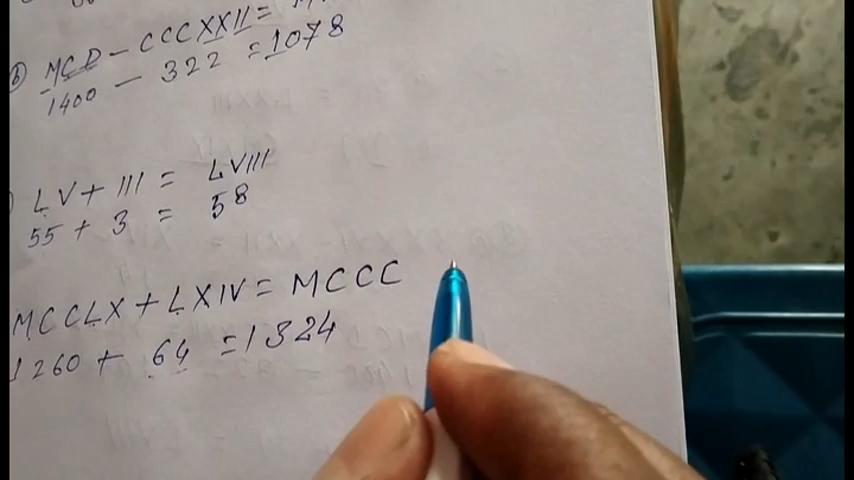 b) MCD - CCCXXII =
1400 - 322 = 1078
LV + III = LVIII
55 + 3 = 58
MCCLX + LXIV = MCCC
1260 + 64 = 1324